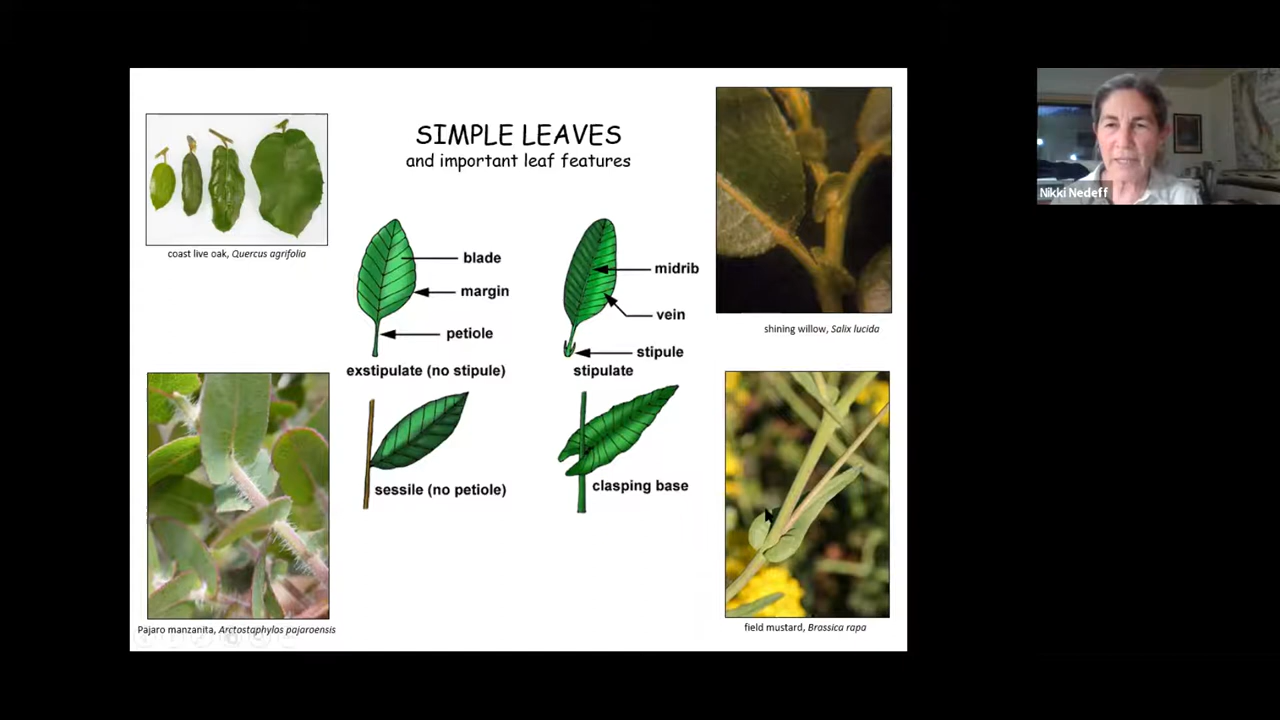 SIMPLE LEAVES
and important leaf features
coast live oak, Quercus agrifolia
blade
margin
petiole
exstipulate (no stipule)
midrib
vein
stipule
stipulate
shining willow, Salix lucida
sessile (no petiole)
clasping base
Pajaro manzanita, Arctostaphylos pajaroensis
field mustard, Brassica rapa
Nikki Nedeff